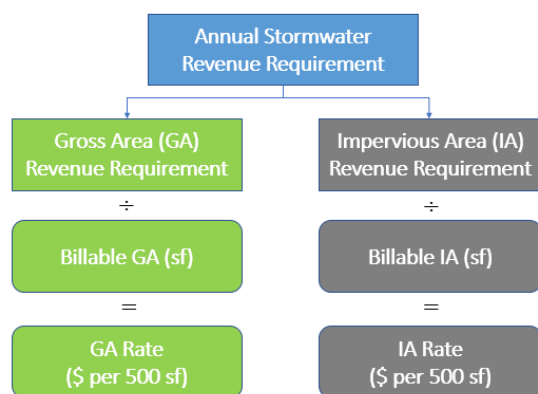 Annual Stormwater
Revenue Requirement
Gross Area (GA)
Revenue Requirement
÷
Billable GA (sf)
=
GA Rate
($ per 500 sf)
Impervious Area (IA)
Revenue Requirement
÷
Billable IA (sf)
=
IA Rate
($ per 500 sf)